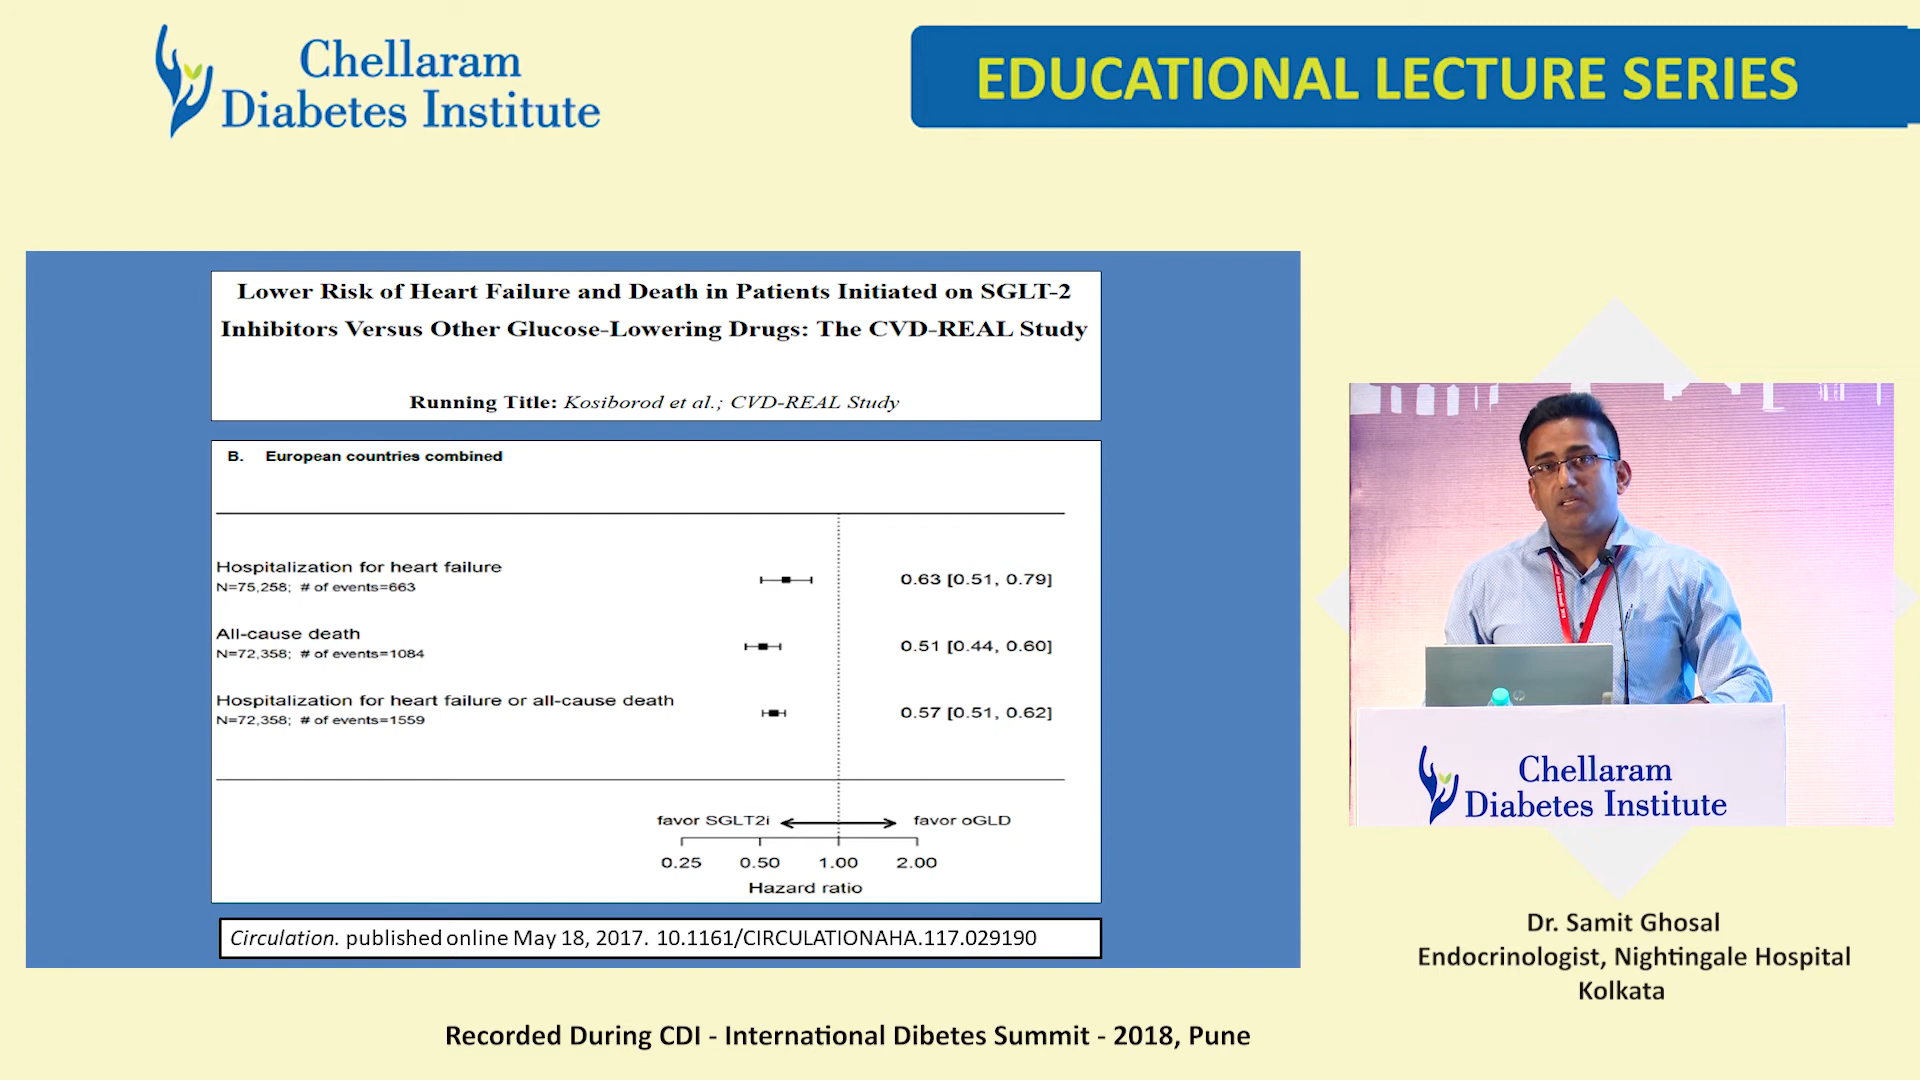 Chellaram
Diabetes Institute
EDUCATIONAL LECTURE SERIES
Lower Risk of Heart Failure and Death in Patients Initiated on SGLT-2
Inhibitors Versus Other Glucose-Lowering Drugs: The CVD-REAL Study
Running Title: Kosiborod et al.; CVD-REAL Study
B. European countries combined
Hospitalization for heart failure
N=75,258; # of events=663
0.63 [0.51, 0.79]
All-cause death
N=72,358; # of events=1084
0.51 [0.44, 0.60]
Hospitalization for heart failure or all-cause death
N=72,358; # of events=1559
0.57 [0.51, 0.62]
favor SGLT2i favor oGLD
0.25 0.50 1.00 2.00
Hazard ratio
Circulation. published online May 18, 2017. 10.1161/CIRCULATIONAHA.117.029190
Chellaram
Diabetes Institute
Dr. Samit Ghosal
Endocrinologist, Nightingale Hospital
Kolkata
Recorded During CDI - International Dibetes Summit - 2018, Pune